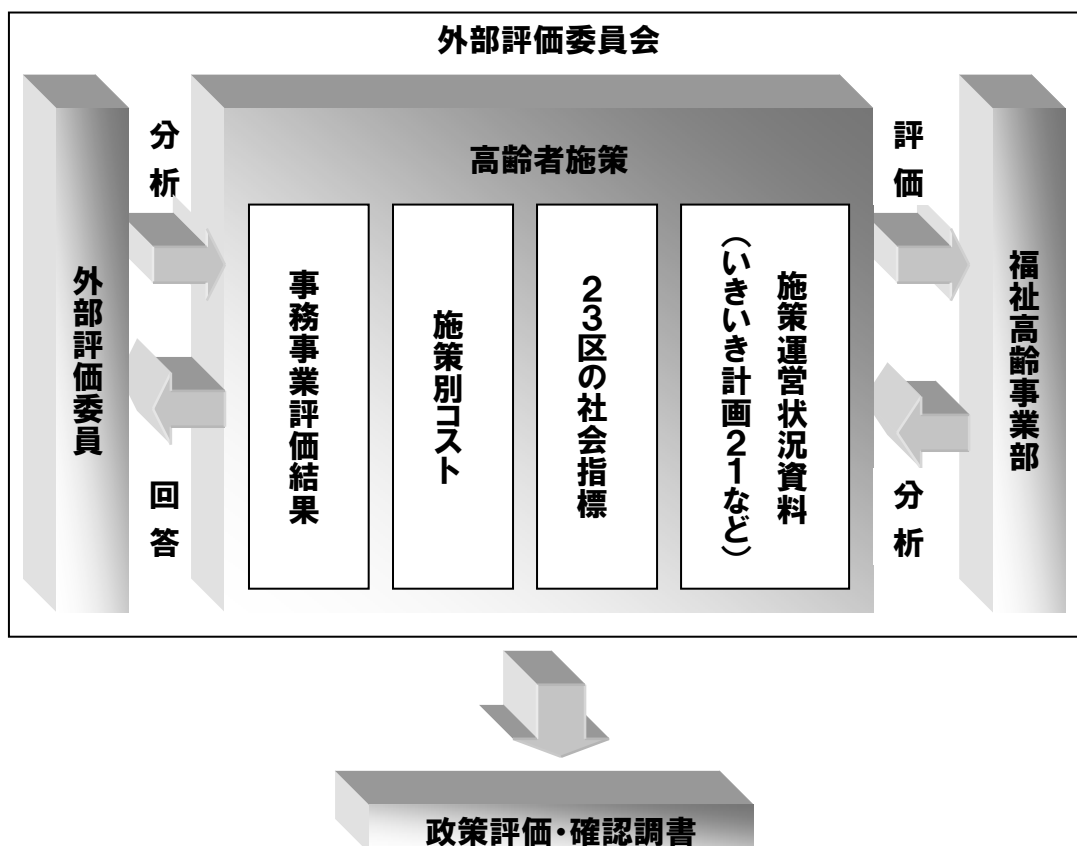 外部評価委員会
外部評価委員
分析
回答
高齢者施策
事務事業評価結果
施策別コスト
23区の社会指標
施策運営状況資料
(いきいき計画21など)
評価
分析
福祉高齢事業部
政策評価・確認調書